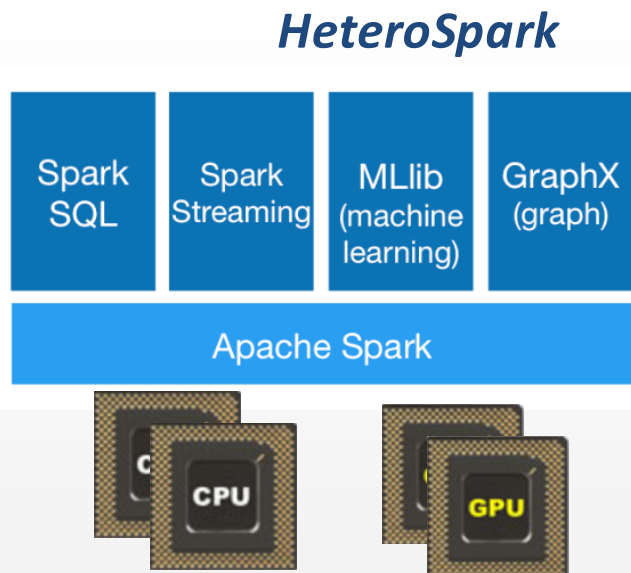 HeteroSpark
Spark
SQL
Spark
Streaming
MLlib
(machine
learning)
GraphX
(graph)
Apache Spark
CPU
GPU